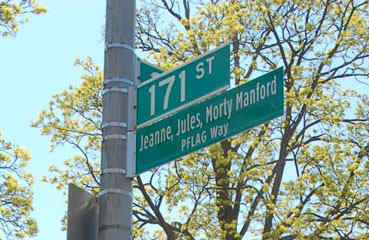 171 ST
Jeanne, Jules, Morty Manford
PFLAG Way